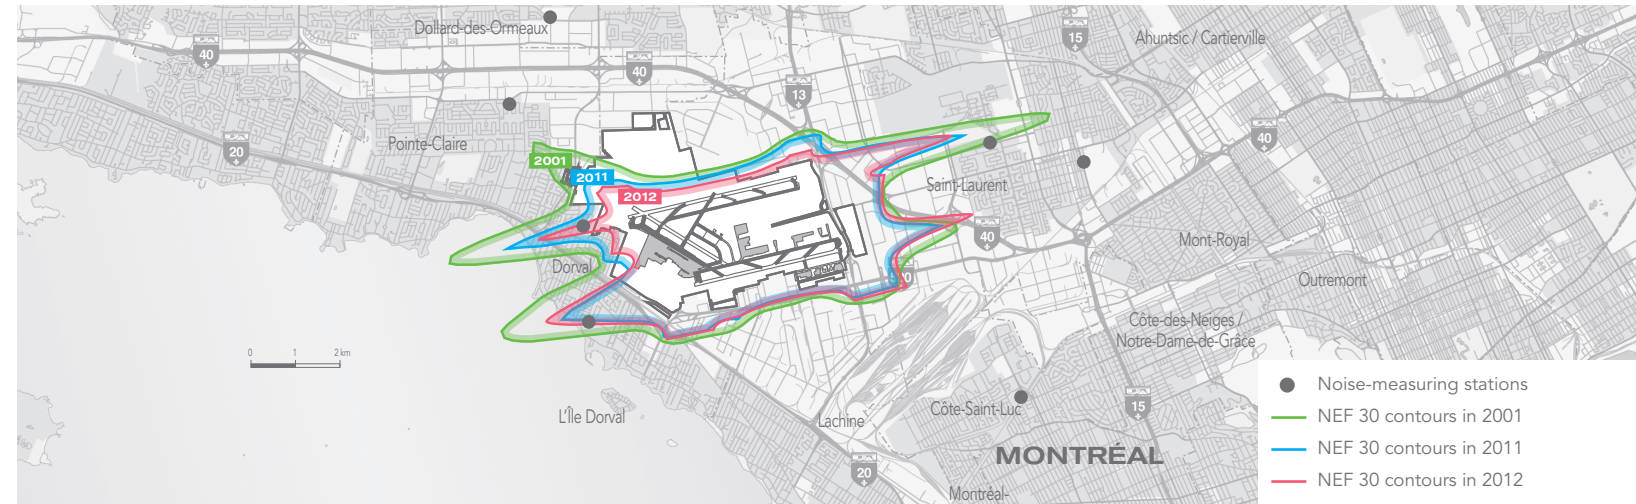 Dollard-des-Ormeaux
15
Ahuntsic / Cartierville
40
40
13
40
20
Pointe-Claire
2001
2011
2012
Saint-Laurent
40
Mont-Royal
Dorval
Outremont
0 1 2 km
Côte-des-Neiges /
Notre-Dame-de-Grâce
L'Île Dorval
Lachine
Côte-Saint-Luc
15
MONTRÉAL
20
Montréal-
Noise-measuring stations
NEF 30 contours in 2001
NEF 30 contours in 2011
NEF 30 contours in 2012